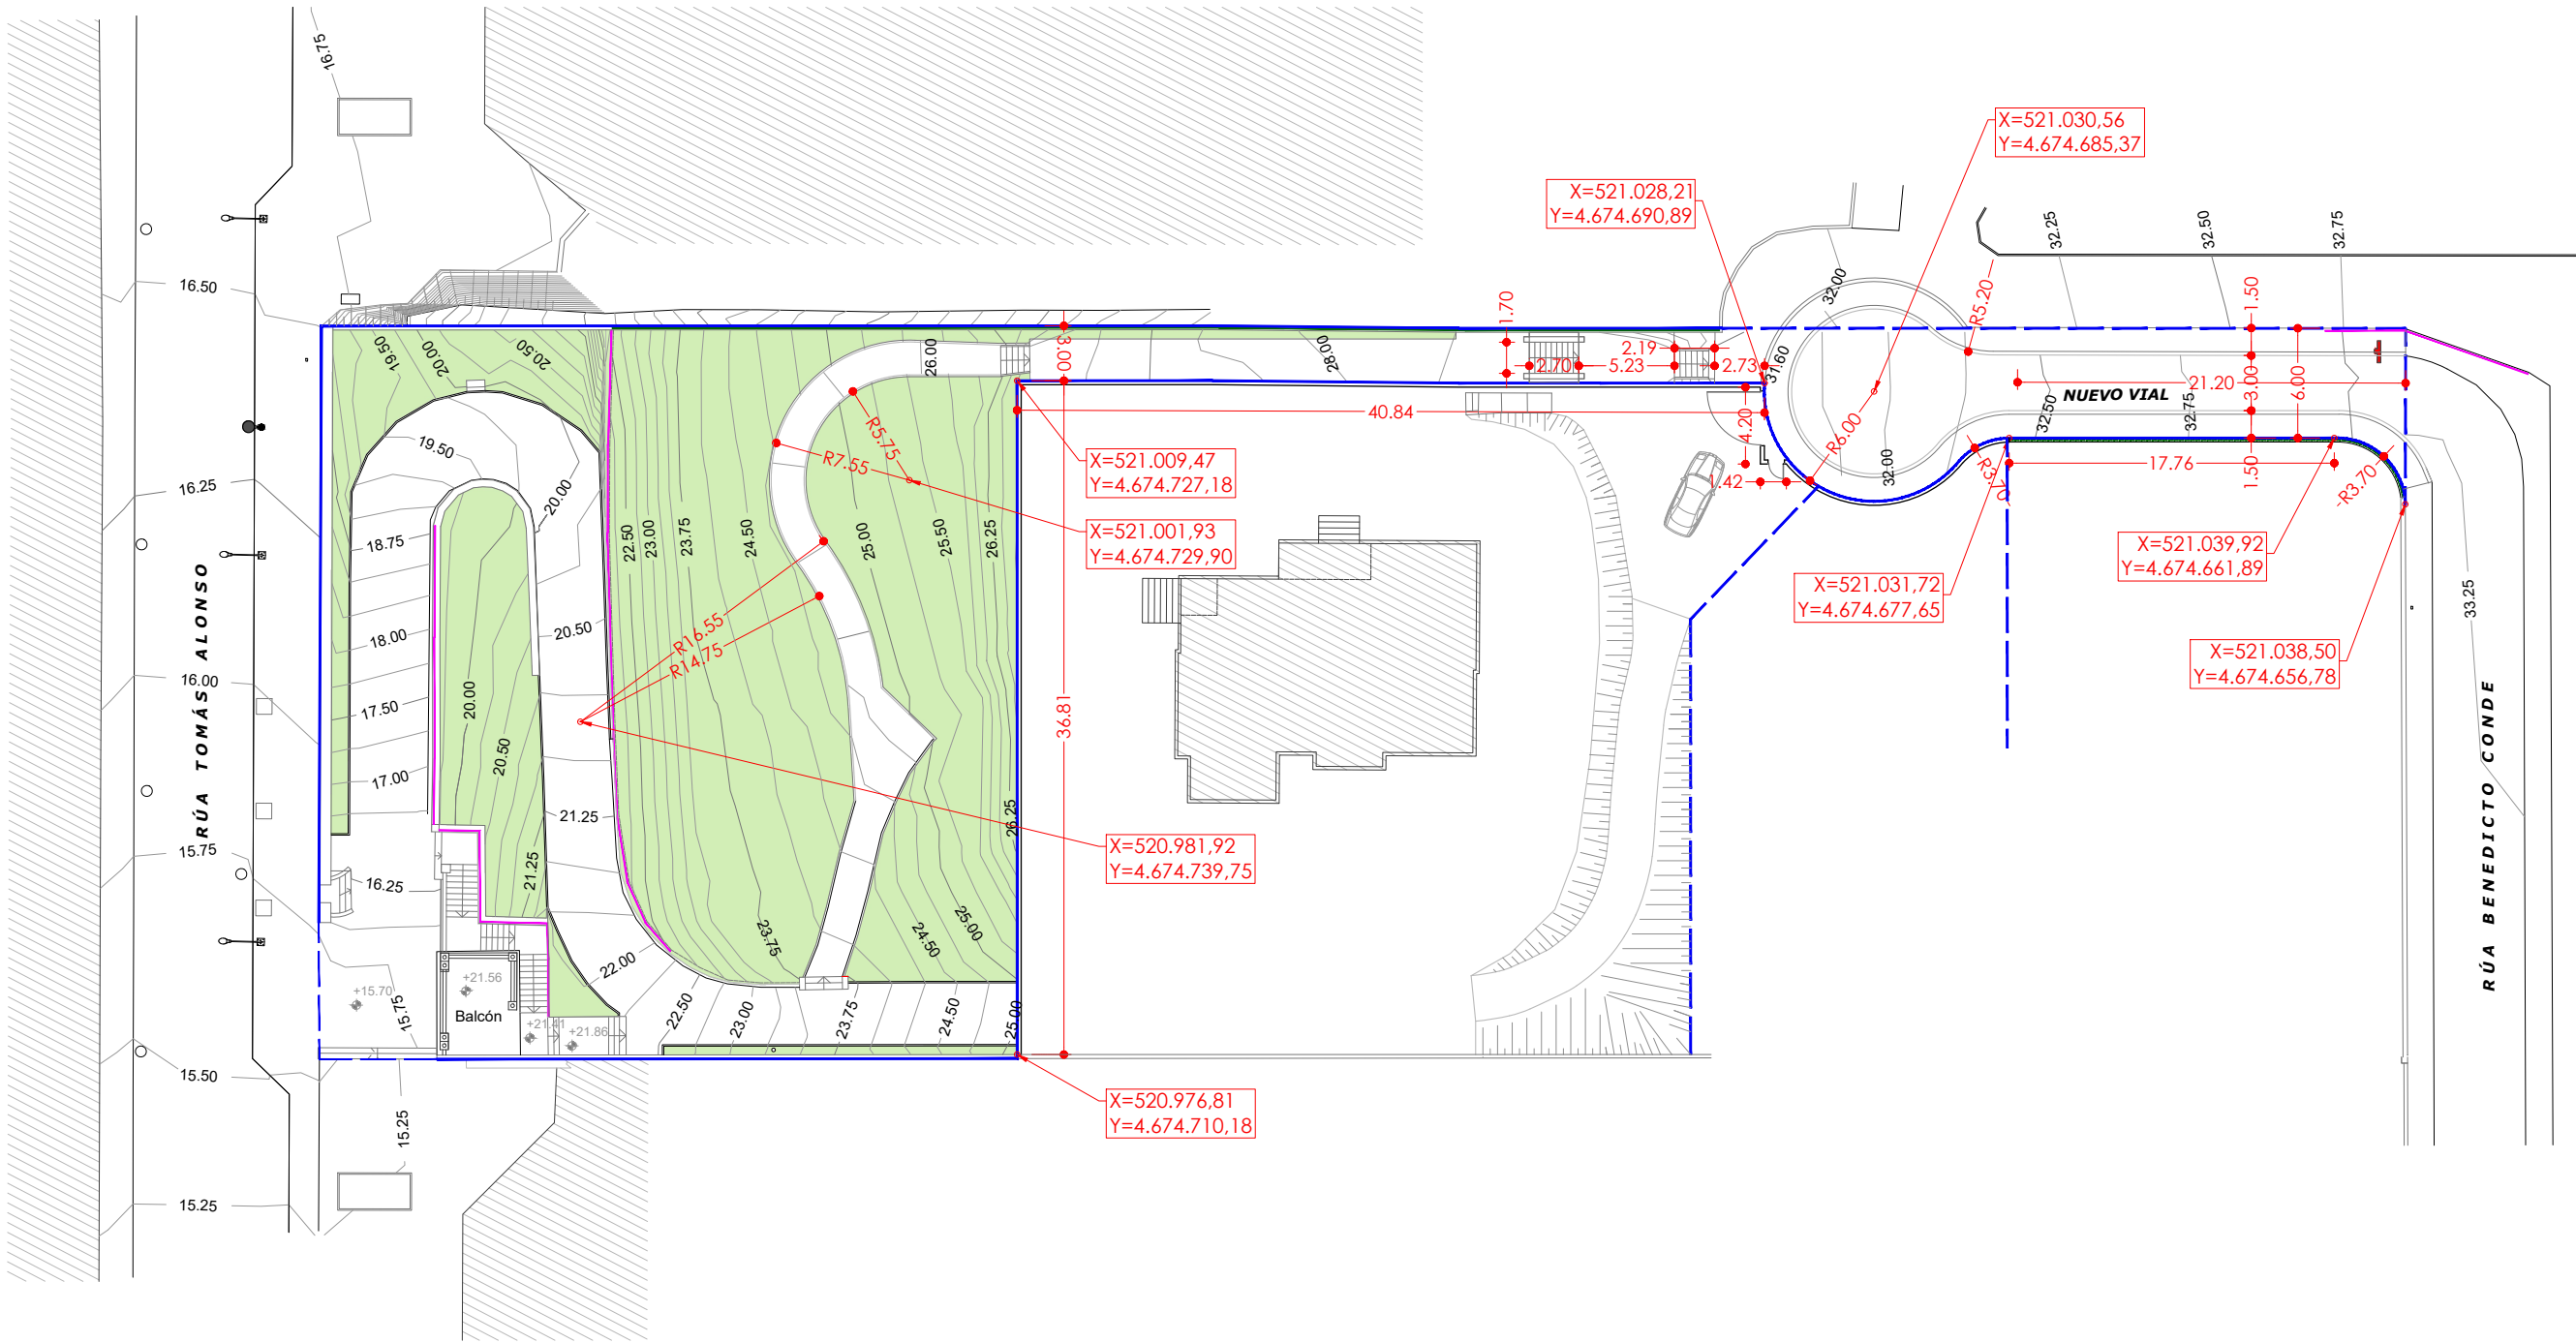 16.75
X=521.030,56
Y=4.674.685,37
X=521.028,21
Y=4.674.690,89
32.25
32.50
32.75
16.50
19.50
20.00
20.50
26.00
3.00
28.00
1.70
2.70
5.23
2.19
2.73
31.60
32.00
R5.20
1.50
3.00
6.00
21.20
NUEVO VIAL
32.50
32.75
40.84
4.20
R6.00
32.00
R3.70
17.76
1.50
R3.70
19.50
R5.75
R7.55
X=521.009,47
Y=4.674.727,18
16.25
20.00
18.75
22.50
23.00
23.75
24.50
25.00
25.50
26.25
X=521.001,93
Y=4.674.729,90
X=521.039,92
Y=4.674.661,89
X=521.031,72
Y=4.674.677,65
33.25
RÚA TOMÁS ALONSO
18.00
20.50
R16.55
R14.75
X=521.038,50
Y=4.674.656,78
16.00
17.50
20.00
20.50
36.81
RÚA BENEDICTO CONDE
17.00
21.25
26.25
15.75
X=520.981,92
Y=4.674.739,75
16.25
21.25
23.75
24.50
25.00
22.00
+21.56
+15.70
15.75
Balcón
+21.41
+21.86
22.50
23.00
23.75
24.50
25.00
15.50
X=520.976,81
Y=4.674.710,18
15.25
15.25